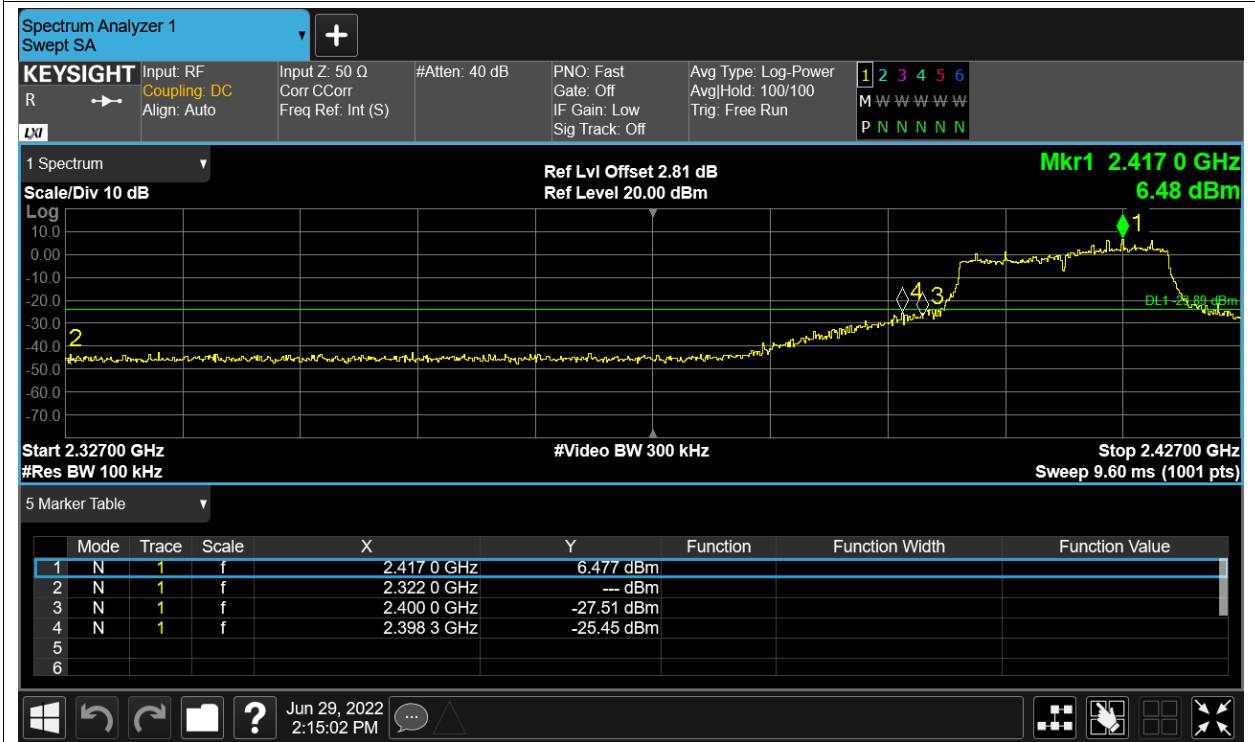 Spectrum Analyzer 1
Swept SA
KEYSIGHT
R
LXI
Input: RF
Coupling: DC
Align: Auto
Input Z: 50 Ω
Corr CCorr
Freq Ref: Int (S)
#Atten: 40 dB
PNO: Fast
Gate: Off
IF Gain: Low
Sig Track: Off
Avg Type: Log-Power
Avg|Hold: 100/100
Trig: Free Run
1 2 3 4 5 6
M W W W W W
P N N N N N
1 Spectrum
Scale/Div 10 dB
Ref Lvl Offset 2.81 dB
Ref Level 20.00 dBm
Mkr1 2.417 0 GHz
6.48 dBm
Log
10.0
0.00
-10.0
-20.0
-30.0
-40.0
-50.0
-60.0
-70.0
1
2
4 3
DL1 -23.89 dBm
Start 2.32700 GHz
#Video BW 300 kHz
Stop 2.42700 GHz
#Res BW 100 kHz
Sweep 9.60 ms (1001 pts)
5 Marker Table
Mode Trace Scale X Y Function Function Width Function Value
1 N 1 f 2.417 0 GHz 6.477 dBm
2 N 1 f 2.322 0 GHz --- dBm
3 N 1 f 2.400 0 GHz -27.51 dBm
4 N 1 f 2.398 3 GHz -25.45 dBm
5
6
?
Jun 29, 2022
2:15:02 PM